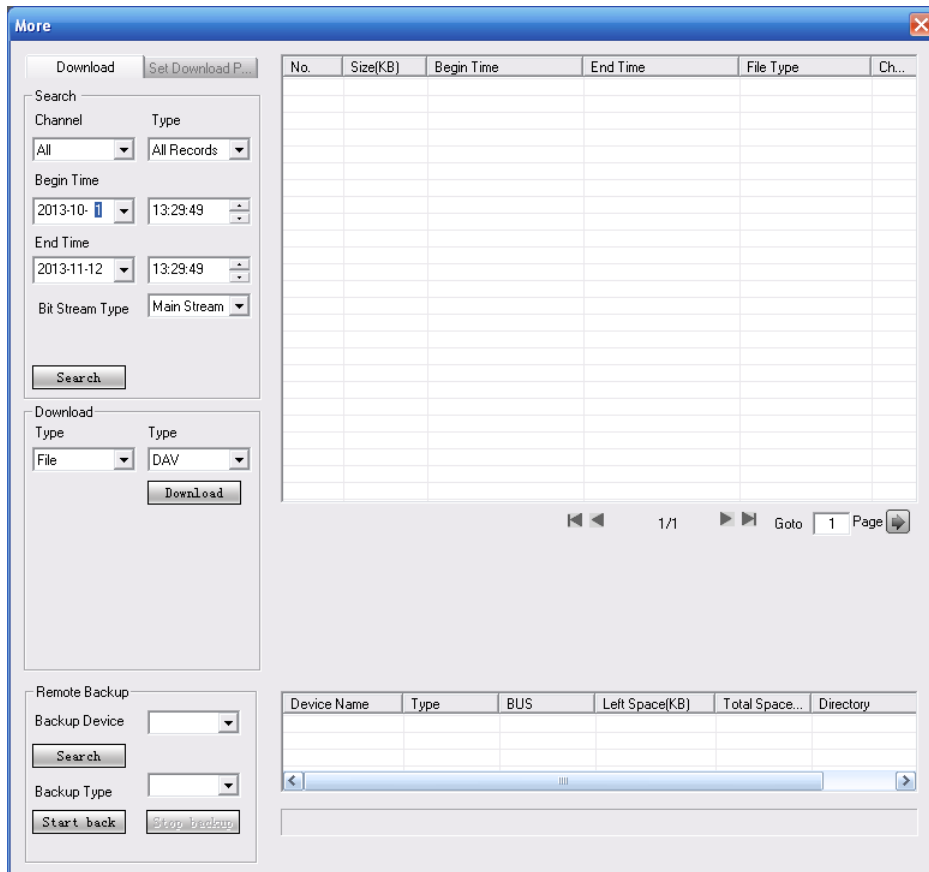 More
Download Set Download P...
Search
Channel Type
All All Records
Begin Time
2013-10- 1 13:29:49
End Time
2013-11-12 13:29:49
Bit Stream Type Main Stream
Search
Download
Type Type
File DAV
Download
No. Size(KB) Begin Time End Time File Type Ch...
1/1 Goto 1 Page
Remote Backup
Backup Device
Search
Backup Type
Start back Stop backup
Device Name Type BUS Left Space(KB) Total Space... Directory